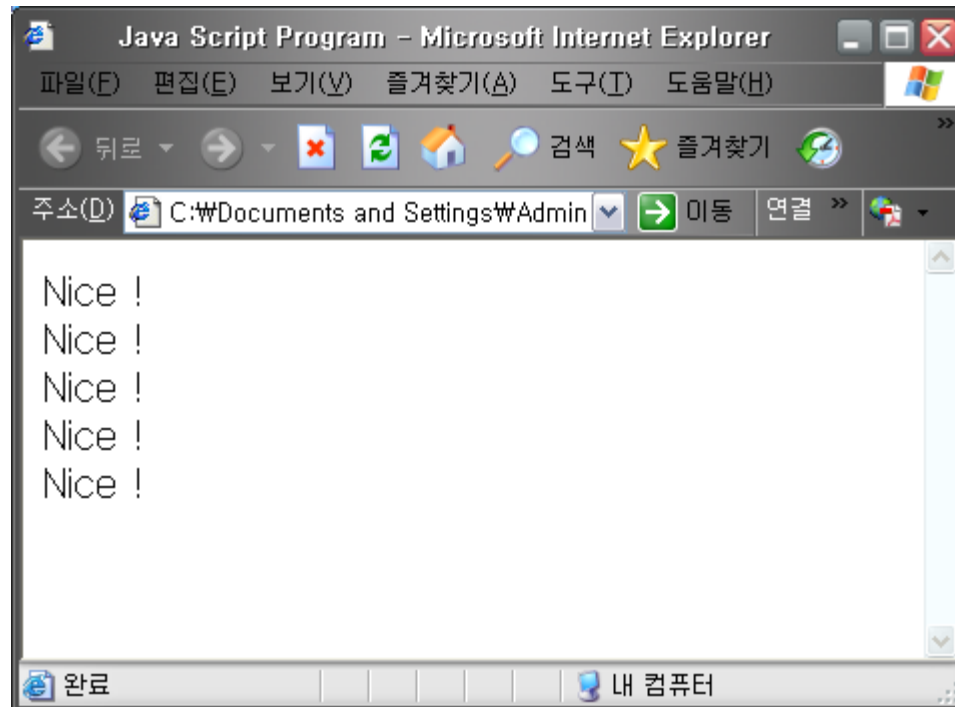 Java Script Program - Microsoft Internet Explorer
파일(F) 편집(E) 보기(V) 즐겨찾기(A) 도구(T) 도움말(H)
뒤로 검색 즐겨찾기 »
주소(D) C:₩Documents and Settings₩Admin 이동 연결 »
Nice !
Nice !
Nice !
Nice !
Nice !
완료 내 컴퓨터